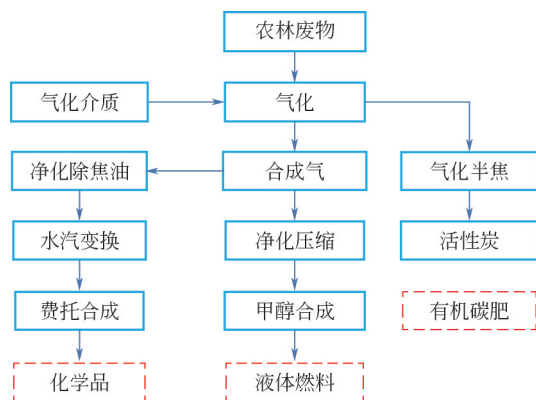 农林废物
气化介质
气化
净化除焦油
合成气
气化半焦
水汽变换
净化压缩
活性炭
费托合成
甲醇合成
有机碳肥
化学品
液体燃料